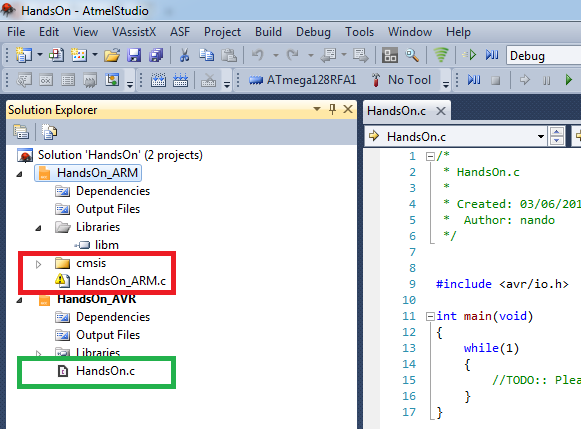 HandsOn - AtmelStudio
File Edit View VAssistX ASF Project Build Debug Tools Window Help
Debug
ATmega128RFA1 No Tool
Solution Explorer
Solution 'HandsOn' (2 projects)
HandsOn_ARM
Dependencies
Output Files
Libraries
libm
cmsis
HandsOn_ARM.c
HandsOn_AVR
Dependencies
Output Files
Libraries
HandsOn.c
HandsOn.c
HandsOn.c
1 /*
2 * HandsOn.c
3 *
4 * Created: 03/06/201
5 * Author: nando
6 */
7
8
9 #include <avr/io.h>
10
11 int main(void)
12 {
13 while(1)
14 {
15 //TODO:: Plea
16 }
17 }